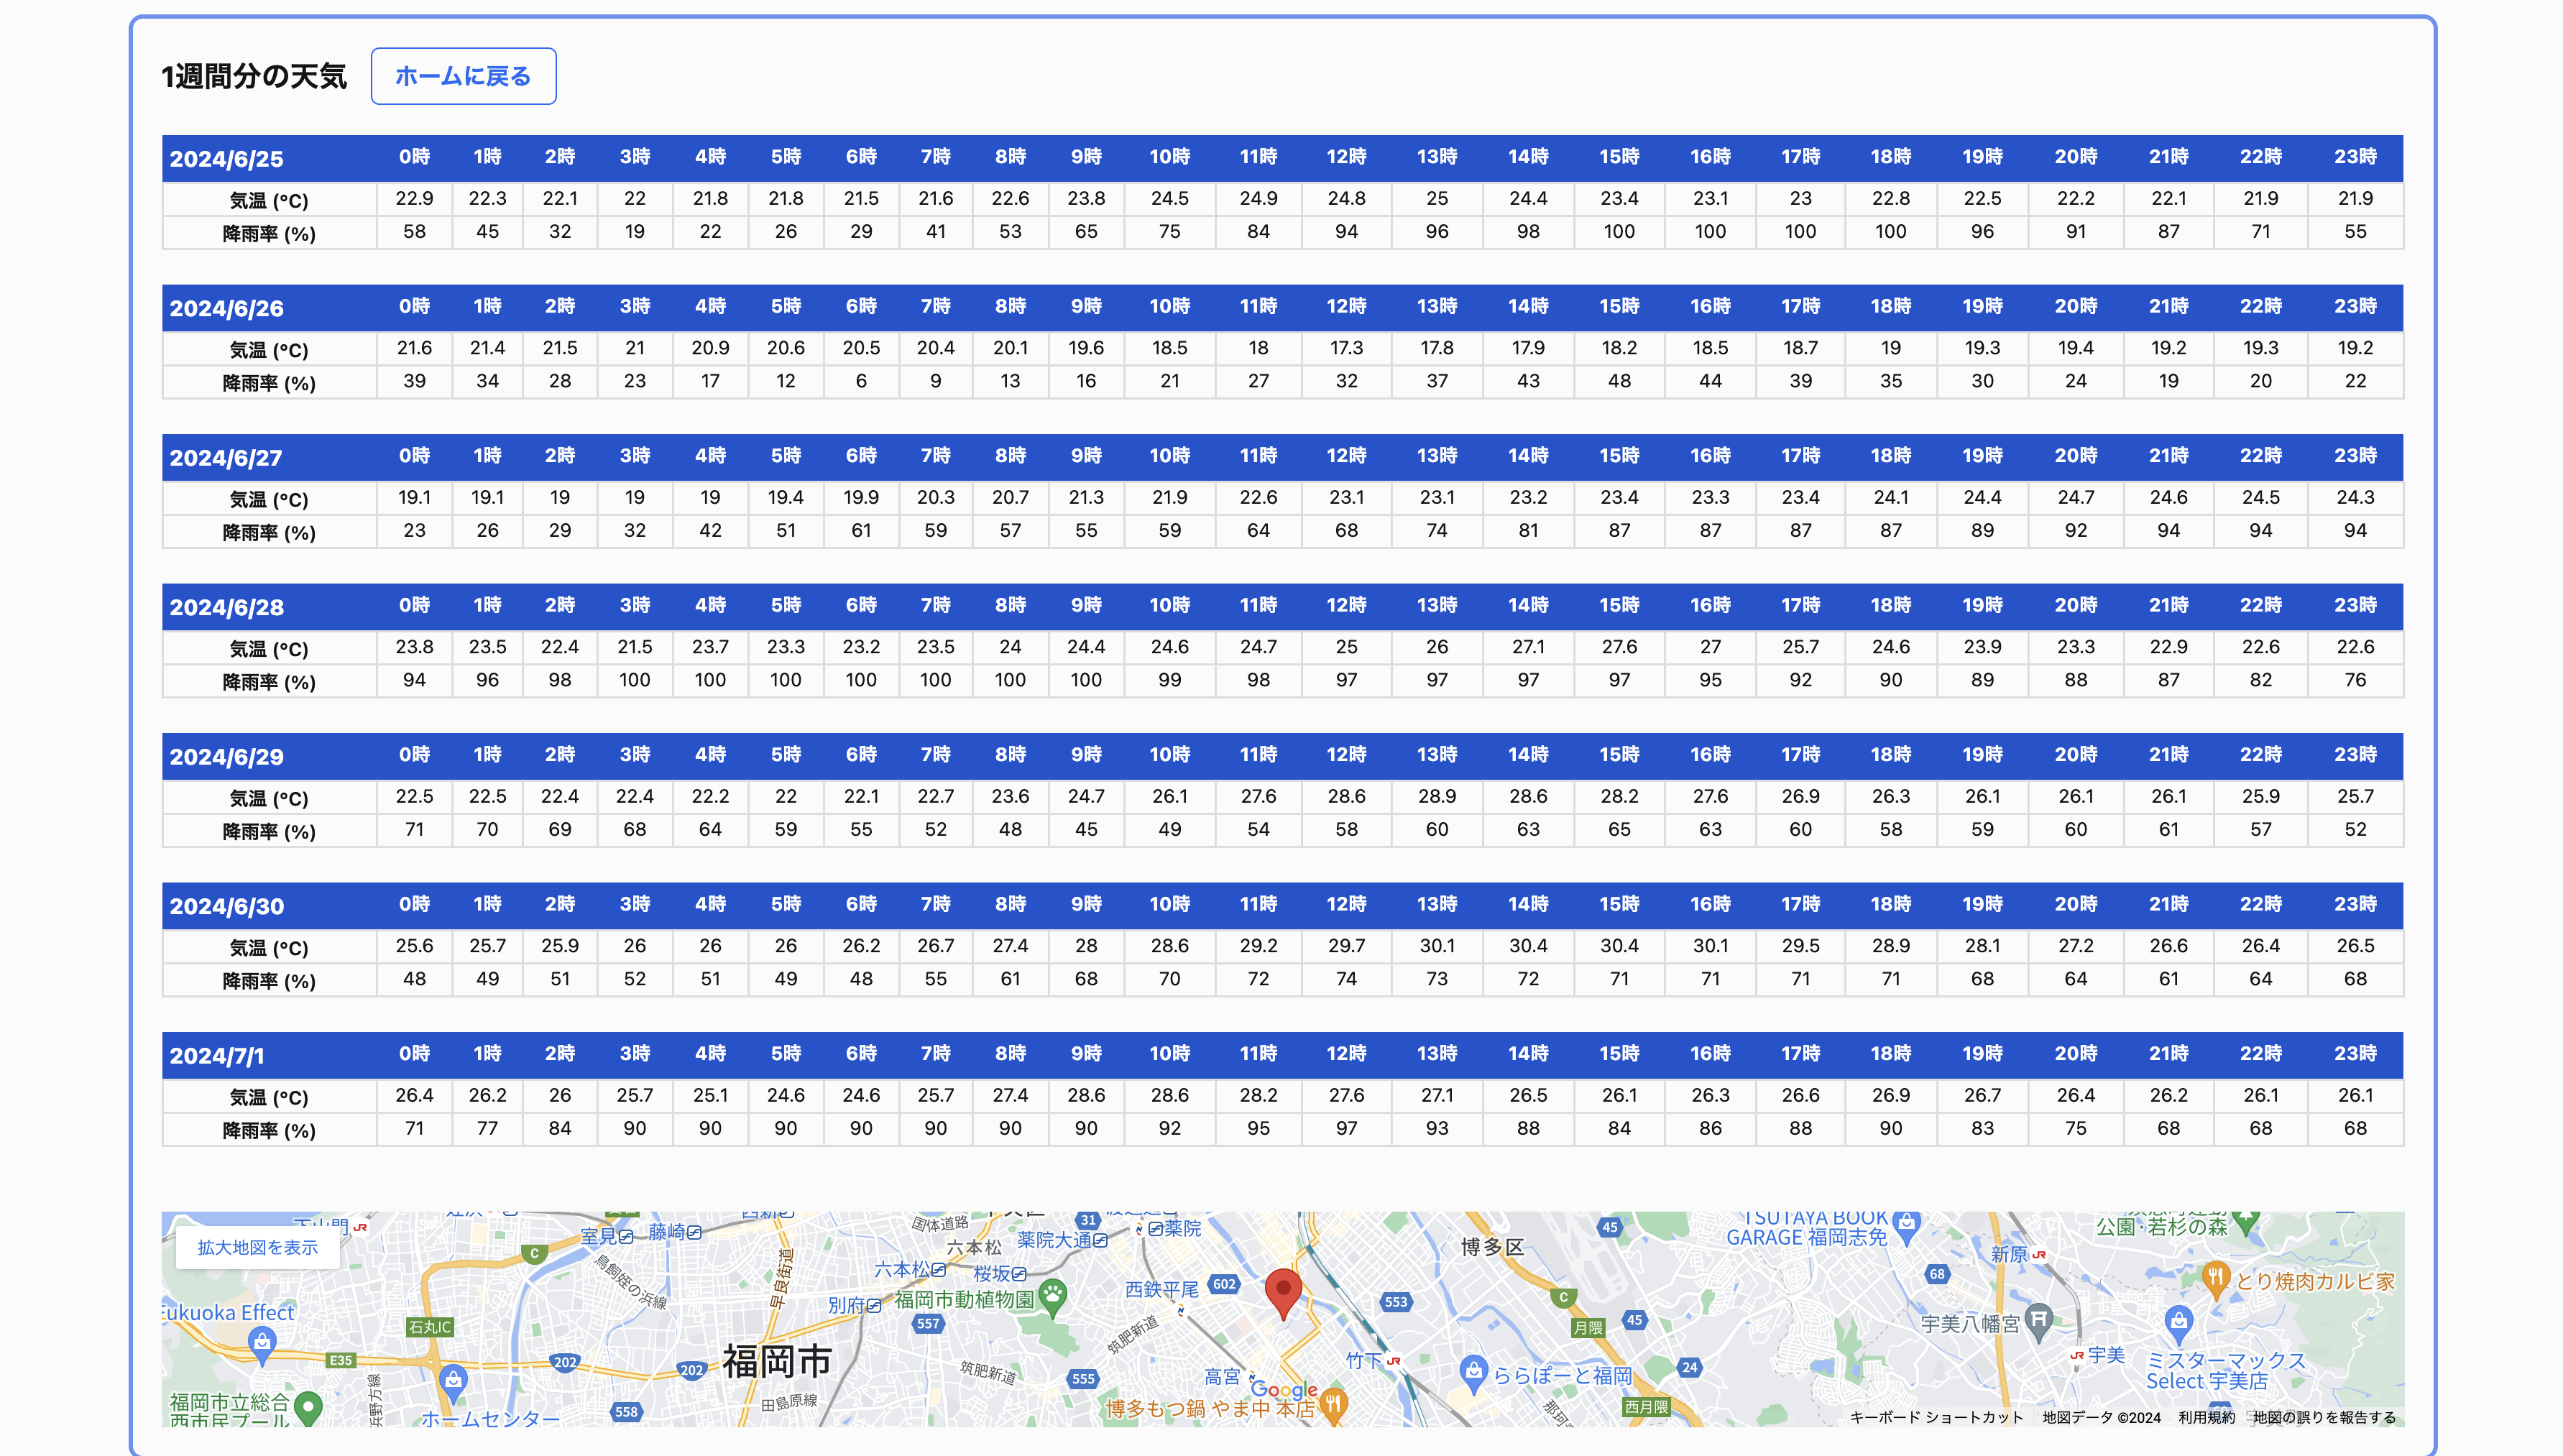 1週間分の天気 ホームに戻る
2024/6/25 0時 1時 2時 3時 4時 5時 6時 7時 8時 9時 10時 11時 12時 13時 14時 15時 16時 17時 18時 19時 20時 21時 22時 23時
気温 (°C) 22.9 22.3 22.1 22 21.8 21.8 21.5 21.6 22.6 23.8 24.5 24.9 24.8 25 24.4 23.4 23.1 23 22.8 22.5 22.2 22.1 21.9 21.9
降雨率 (%) 58 45 32 19 22 26 29 41 53 65 75 84 94 96 98 100 100 100 100 96 91 87 71 55
2024/6/26 0時 1時 2時 3時 4時 5時 6時 7時 8時 9時 10時 11時 12時 13時 14時 15時 16時 17時 18時 19時 20時 21時 22時 23時
気温 (°C) 21.6 21.4 21.5 21 20.9 20.6 20.5 20.4 20.1 19.6 18.5 18 17.3 17.8 17.9 18.2 18.5 18.7 19 19.3 19.4 19.2 19.3 19.2
降雨率 (%) 39 34 28 23 17 12 6 9 13 16 21 27 32 37 43 48 44 39 35 30 24 19 20 22
2024/6/27 0時 1時 2時 3時 4時 5時 6時 7時 8時 9時 10時 11時 12時 13時 14時 15時 16時 17時 18時 19時 20時 21時 22時 23時
気温 (°C) 19.1 19.1 19 19 19 19.4 19.9 20.3 20.7 21.3 21.9 22.6 23.1 23.1 23.2 23.4 23.3 23.4 24.1 24.4 24.7 24.6 24.5 24.3
降雨率 (%) 23 26 29 32 42 51 61 59 57 55 59 64 68 74 81 87 87 87 87 89 92 94 94 94
2024/6/28 0時 1時 2時 3時 4時 5時 6時 7時 8時 9時 10時 11時 12時 13時 14時 15時 16時 17時 18時 19時 20時 21時 22時 23時
気温 (°C) 23.8 23.5 22.4 21.5 23.7 23.3 23.2 23.5 24 24.4 24.6 24.7 25 26 27.1 27.6 27 25.7 24.6 23.9 23.3 22.9 22.6 22.6
降雨率 (%) 94 96 98 100 100 100 100 100 100 100 99 98 97 97 97 97 95 92 90 89 88 87 82 76
2024/6/29 0時 1時 2時 3時 4時 5時 6時 7時 8時 9時 10時 11時 12時 13時 14時 15時 16時 17時 18時 19時 20時 21時 22時 23時
気温 (°C) 22.5 22.5 22.4 22.4 22.2 22 22.1 22.7 23.6 24.7 26.1 27.6 28.6 28.9 28.6 28.2 27.6 26.9 26.3 26.1 26.1 26.1 25.9 25.7
降雨率 (%) 71 70 69 68 64 59 55 52 48 45 49 54 58 60 63 65 63 60 58 59 60 61 57 52
2024/6/30 0時 1時 2時 3時 4時 5時 6時 7時 8時 9時 10時 11時 12時 13時 14時 15時 16時 17時 18時 19時 20時 21時 22時 23時
気温 (°C) 25.6 25.7 25.9 26 26 26 26.2 26.7 27.4 28 28.6 29.2 29.7 30.1 30.4 30.4 30.1 29.5 28.9 28.1 27.2 26.6 26.4 26.5
降雨率 (%) 48 49 51 52 51 49 48 55 61 68 70 72 74 73 72 71 71 71 71 68 64 61 64 68
2024/7/1 0時 1時 2時 3時 4時 5時 6時 7時 8時 9時 10時 11時 12時 13時 14時 15時 16時 17時 18時 19時 20時 21時 22時 23時
気温 (°C) 26.4 26.2 26 25.7 25.1 24.6 24.6 25.7 27.4 28.6 28.6 28.2 27.6 27.1 26.5 26.1 26.3 26.6 26.9 26.7 26.4 26.2 26.1 26.1
降雨率 (%) 71 77 84 90 90 90 90 90 90 90 92 95 97 93 88 84 86 88 90 83 75 68 68 68
下山門 JR
拡大地図を表示
室見 藤崎
国体道路
31
薬院大通 薬院
六本松
博多区
45
TSUTAYA BOOK
GARAGE 福岡志免
公園·若杉の森
新原 JR
C
鳥飼姪の浜線
早良街道
六本松 桜坂
西鉄平尾
602
68
とり焼肉カルビ家
別府
福岡市動植物園
553
C
Fukuoka Effect
石丸IC
557
筑肥新道
月隈
45
宇美八幡宮
E35
202
202
福岡市
筑肥新道
555
高宮
竹下 JR
ららぽーと福岡
24
JR 宇美
ミスターマックス
Select 宇美店
福岡市立総合
西市民プール
浜野方線
ホームセンター
558
田島原線
Google
博多もつ鍋 やま中 本店
西月隈
キーボード ショートカット 地図データ ©2024 利用規約 地図の誤りを報告する